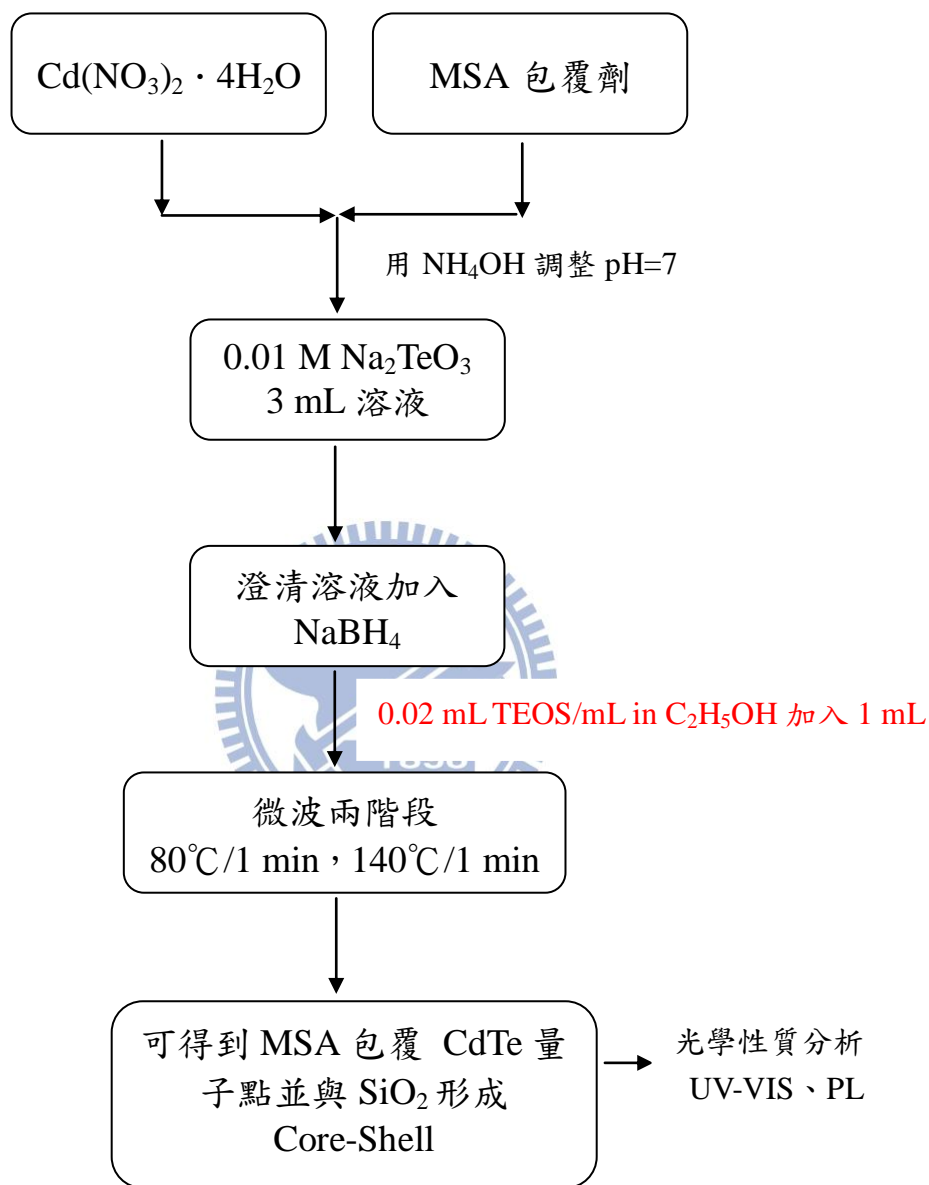 Cd(NO₃)₂・4H₂O
MSA 包覆劑
用 NH₄OH 調整 pH=7
0.01 M Na₂TeO₃
3 mL 溶液
澄清溶液加入
NaBH₄
0.02 mL TEOS/mL in C₂H₅OH 加入 1 mL
微波兩階段
80℃/1 min，140℃/1 min
可得到 MSA 包覆 CdTe 量
子點並與 SiO₂ 形成
Core-Shell
光學性質分析
UV-VIS、PL